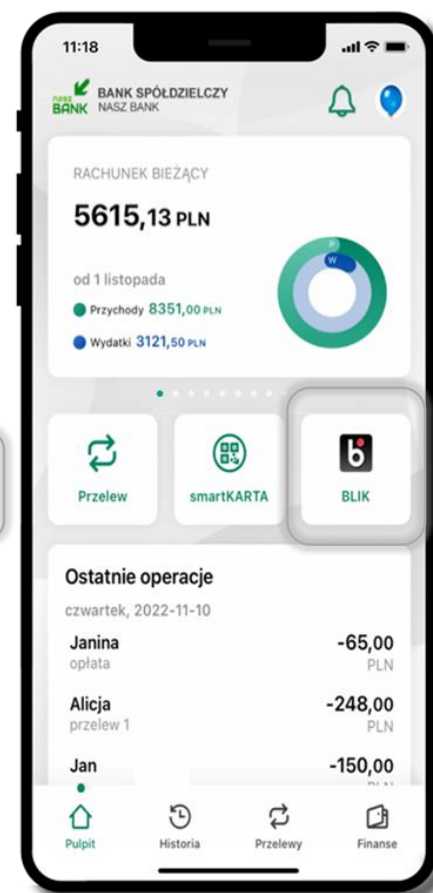 11:18
nasz
BANK
BANK SPÓŁDZIELCZY
NASZ BANK
RACHUNEK BIEŻĄCY
5615,13 PLN
od 1 listopada
Przychody 8351,00 PLN
Wydatki 3121,50 PLN
P
W
Przelew
smartKARTA
b
BLIK
Ostatnie operacje
czwartek, 2022-11-10
Janina -65,00
opłata PLN
Alicja -248,00
przelew 1 PLN
Jan -150,00
Pulpit
Historia
Przelewy
Finanse